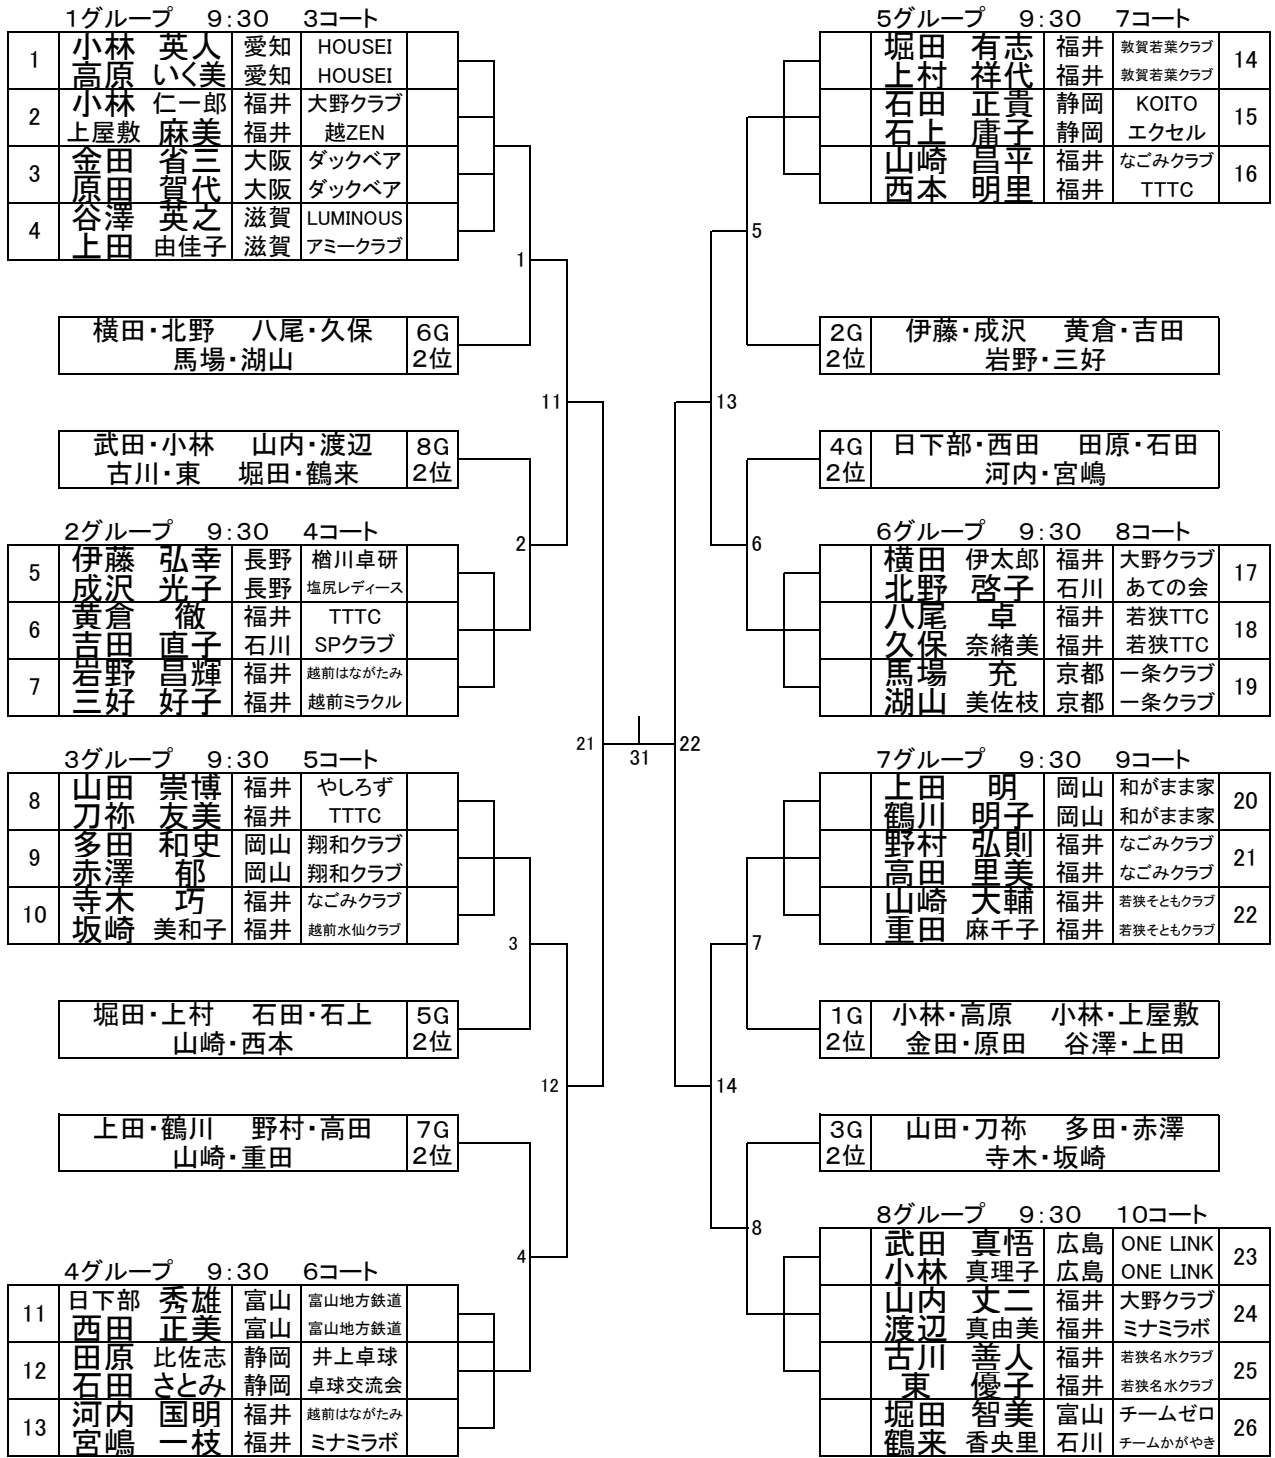 1グループ 9:30 3コート
1 小林 英人 愛知 HOUSEI
高原 いく美 愛知 HOUSEI
2 小林 仁一郎 福井 大野クラブ
上屋敷 麻美 福井 越ZEN
3 金田 省三 大阪 ダックベア
原田 賀代 大阪 ダックベア
4 谷澤 英之 滋賀 LUMINOUS
上田 由佳子 滋賀 アミークラブ
1
横田・北野 八尾・久保 6G
馬場・湖山 2位
11
武田・小林 山内・渡辺 8G
古川・東 堀田・鶴来 2位
2グループ 9:30 4コート
2
5 伊藤 弘幸 長野 楢川卓研
成沢 光子 長野 塩尻レディース
6 黄倉 徹 福井 TTTC
吉田 直子 石川 SPクラブ
7 岩野 昌輝 福井 越前はながたみ
三好 好子 福井 越前ミラクル
21
31
22
3グループ 9:30 5コート
8 山田 崇博 福井 やしろず
刀祢 友美 福井 TTTC
9 多田 和史 岡山 翔和クラブ
赤澤 郁 岡山 翔和クラブ
10 寺木 巧 福井 なごみクラブ
坂崎 美和子 福井 越前水仙クラブ
3
堀田・上村 石田・石上 5G
山崎・西本 2位
12
上田・鶴川 野村・高田 7G
山崎・重田 2位
4
4グループ 9:30 6コート
11 日下部 秀雄 富山 富山地方鉄道
西田 正美 富山 富山地方鉄道
12 田原 比佐志 静岡 井上卓球
石田 さとみ 静岡 卓球交流会
13 河内 国明 福井 越前はながたみ
宮嶋 一枝 福井 ミナミラボ
5グループ 9:30 7コート
堀田 有志 福井 敦賀若葉クラブ 14
上村 祥代 福井 敦賀若葉クラブ
石田 正貴 静岡 KOITO 15
石上 庸子 静岡 エクセル
山崎 昌平 福井 なごみクラブ 16
西本 明里 福井 TTTC
5
2G 伊藤・成沢 黄倉・吉田
2位 岩野・三好
13
4G 日下部・西田 田原・石田
2位 河内・宮嶋
6グループ 9:30 8コート
6
横田 伊太郎 福井 大野クラブ 17
北野 啓子 石川 あての会
八尾 卓 福井 若狭TTC 18
久保 奈緒美 福井 若狭TTC
馬場 充 京都 一条クラブ 19
湖山 美佐枝 京都 一条クラブ
7グループ 9:30 9コート
上田 明 岡山 和がまま家 20
鶴川 明子 岡山 和がまま家
野村 弘則 福井 なごみクラブ 21
高田 里美 福井 なごみクラブ
山崎 大輔 福井 若狭そともクラブ 22
重田 麻千子 福井 若狭そともクラブ
7
1G 小林・高原 小林・上屋敷
2位 金田・原田 谷澤・上田
14
3G 山田・刀祢 多田・赤澤
2位 寺木・坂崎
8グループ 9:30 10コート
8
武田 真悟 広島 ONE LINK 23
小林 真理子 広島 ONE LINK
山内 丈二 福井 大野クラブ 24
渡辺 真由美 福井 ミナミラボ
古川 善人 福井 若狭名水クラブ 25
東 優子 福井 若狭名水クラブ
堀田 智美 富山 チームゼロ 26
鶴来 香央里 石川 チームかがやき